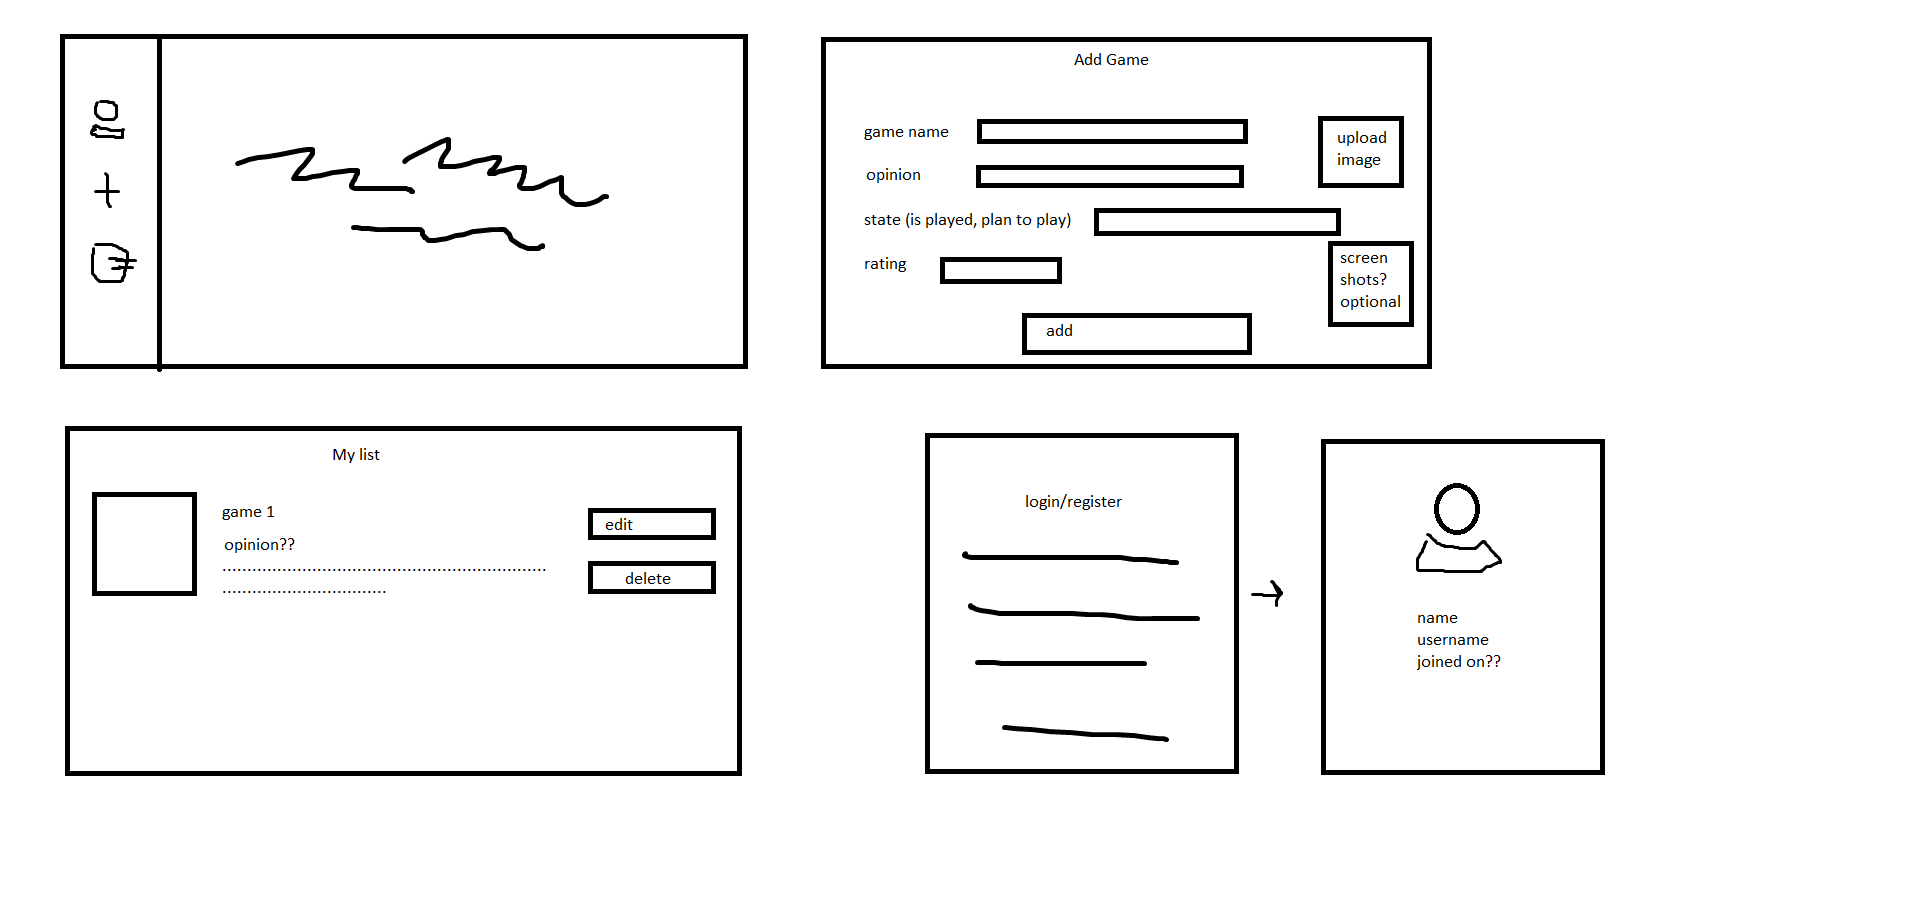 Add Game
game name
upload
image
opinion
state (is played, plan to play)
rating
screen
shots?
optional
add
My list
game 1
opinion??
................................................................
................................
edit
delete
login/register
name
username
joined on??